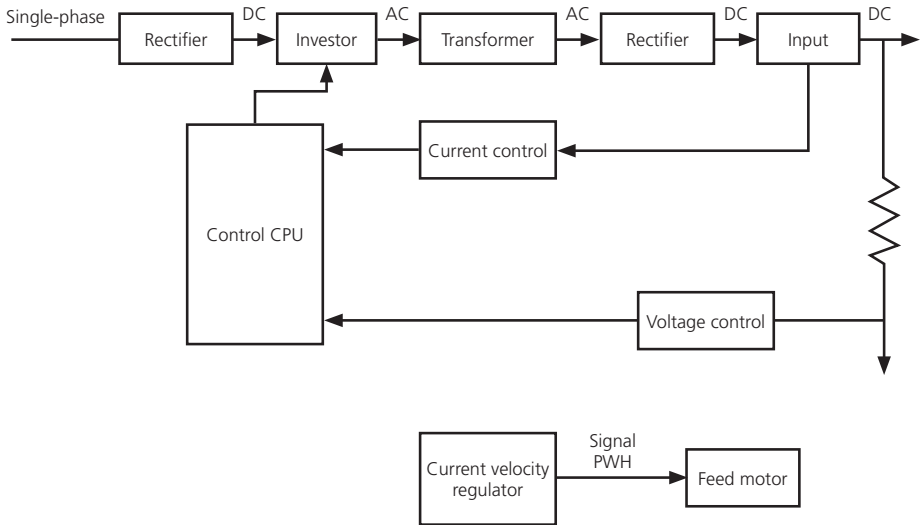 Single-phase
DC
AC
AC
DC
DC
Rectifier
Investor
Transformer
Rectifier
Input
Current control
Control CPU
Voltage control
Current velocity
regulator
Signal
PWH
Feed motor